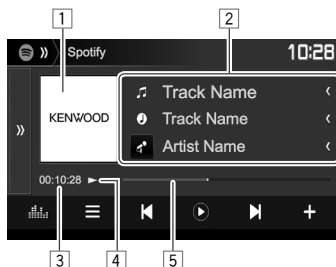 1
2
Spotify
10:28
KENWOOD
Track Name
Track Name
Artist Name
00:10:28
3
4
5